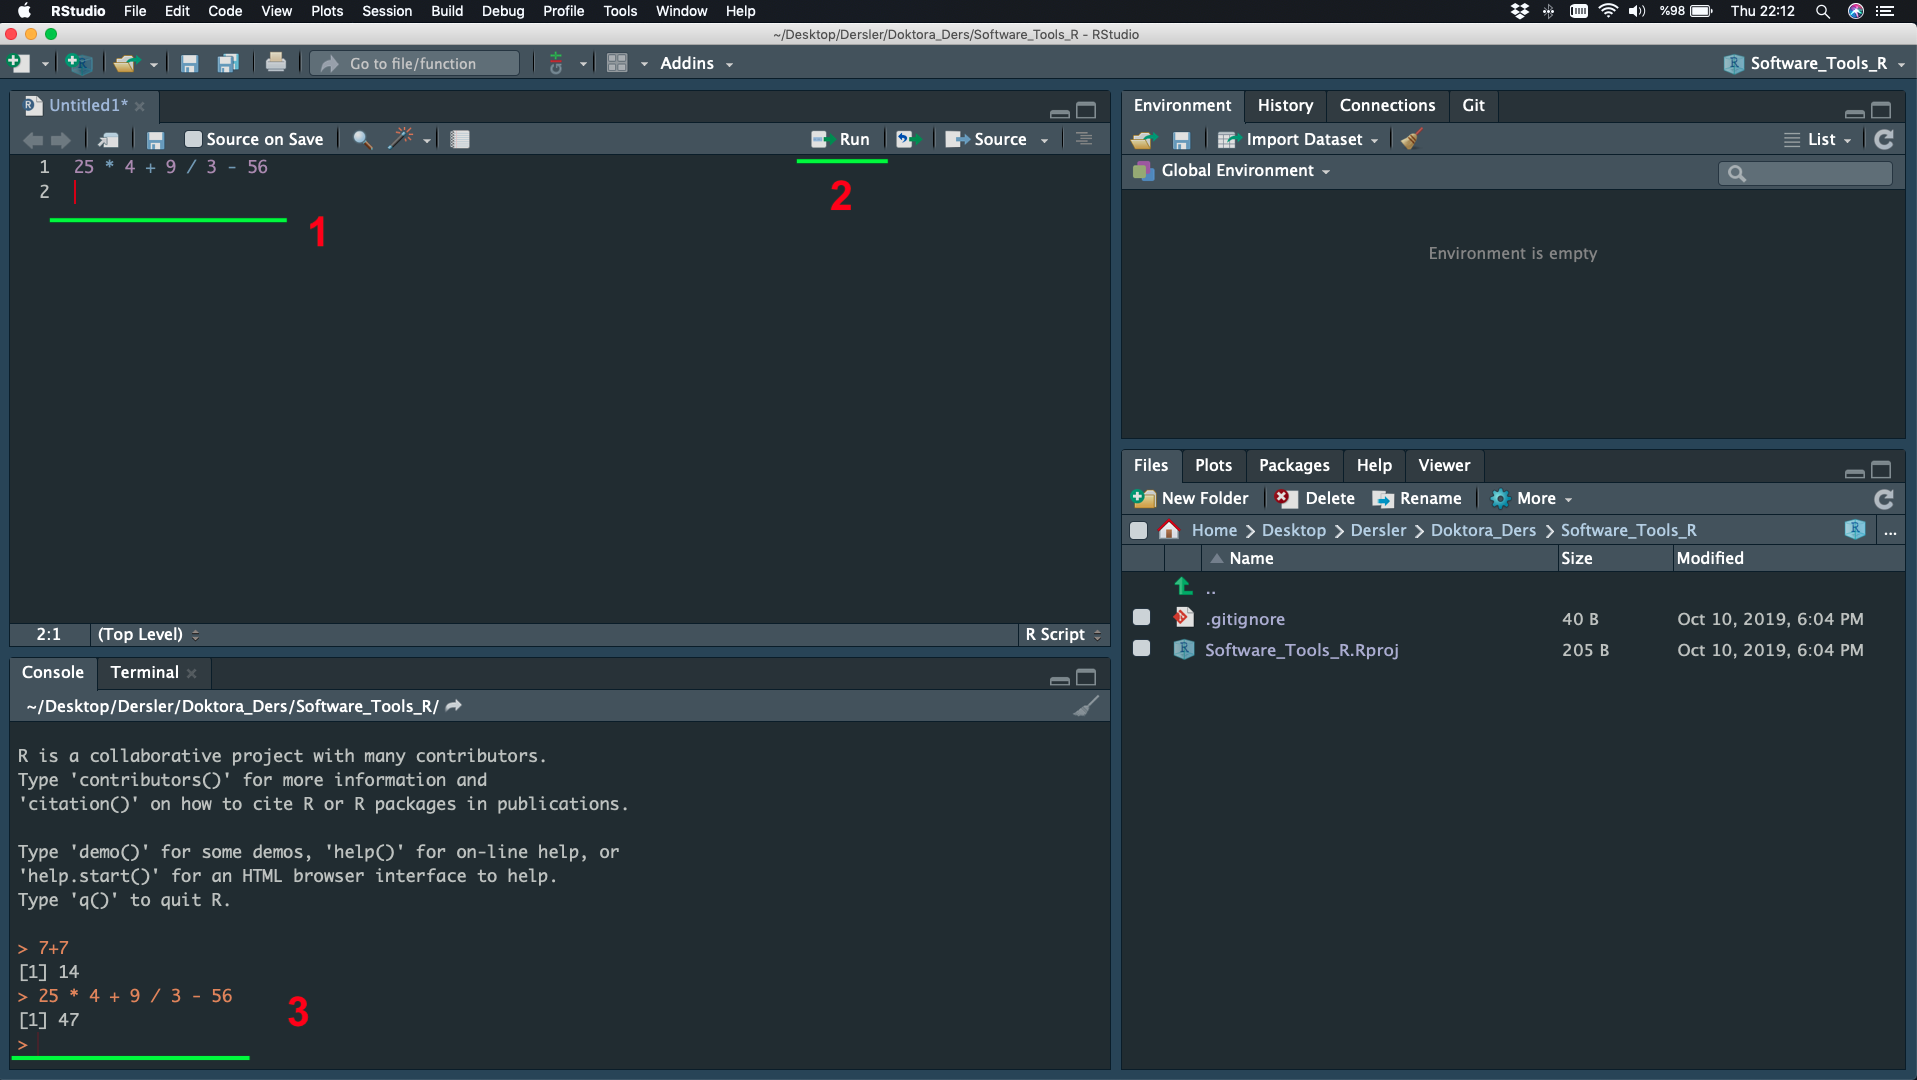 RStudio File Edit Code View Plots Session Build Debug Profile Tools Window Help %98 Thu 22:12
~/Desktop/Dersler/Doktora_Ders/Software_Tools_R - RStudio
Go to file/function Addins Software_Tools_R
Untitled1*
Source on Save Run Source
1 25 * 4 + 9 / 3 - 56
2
1
2
2:1 (Top Level) R Script
Console Terminal
~/Desktop/Dersler/Doktora_Ders/Software_Tools_R/
R is a collaborative project with many contributors.
Type 'contributors()' for more information and
'citation()' on how to cite R or R packages in publications.
Type 'demo()' for some demos, 'help()' for on-line help, or
'help.start()' for an HTML browser interface to help.
Type 'q()' to quit R.
> 7+7
[1] 14
> 25 * 4 + 9 / 3 - 56
[1] 47
>
3
Environment History Connections Git
Import Dataset List
Global Environment
Environment is empty
Files Plots Packages Help Viewer
New Folder Delete Rename More
Home Desktop Dersler Doktora_Ders Software_Tools_R ...
Name Size Modified
..
.gitignore 40 B Oct 10, 2019, 6:04 PM
Software_Tools_R.Rproj 205 B Oct 10, 2019, 6:04 PM